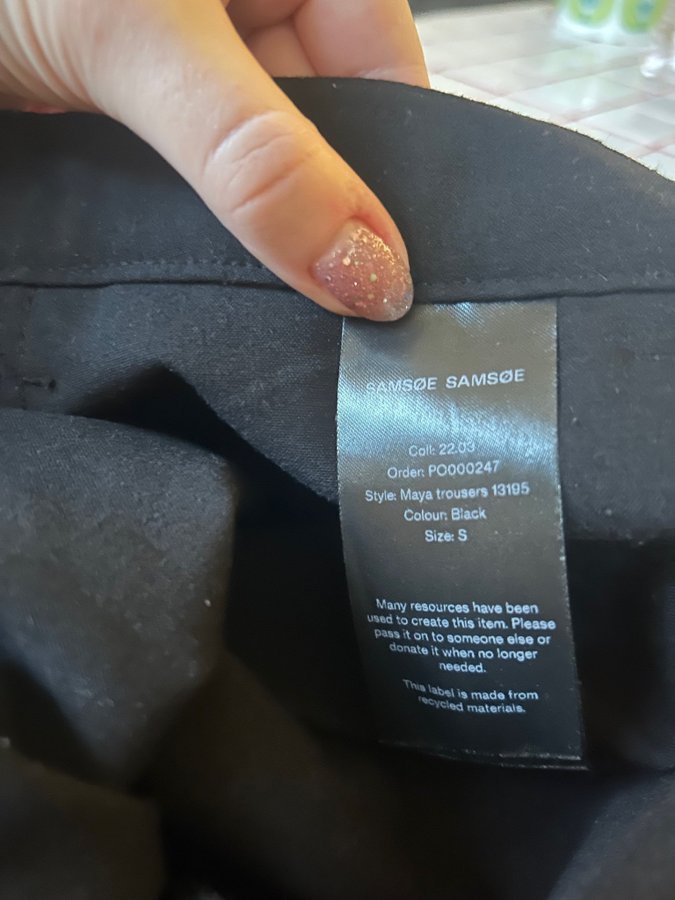 SAMSØE SAMSØE
Coll: 22.03
Order: PO000247
Style: Maya trousers 13195
Colour: Black
Size: S
Many resources have been
used to create this item. Please
pass it on to someone else or
donate it when no longer
needed.
This label is made from
recycled materials.